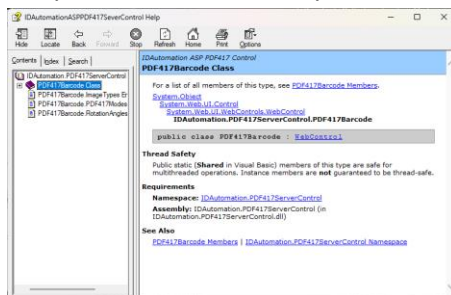 IDAutomationASPPDF417SeverControl Help
Hide Locate Back Forward Stop Refresh Home Print Options
Contents Index Search
IDAutomation.PDF417ServerControl
PDF417Barcode Class
PDF417Barcode.ImageTypes Er
PDF417Barcode.PDF417Modes
PDF417Barcode.RotationAngles
IDAutomation ASP PDF417 Control
PDF417Barcode Class
For a list of all members of this type, see PDF417Barcode Members.
System.Object
System.Web.UI.Control
System.Web.UI.WebControls.WebControl
IDAutomation.PDF417ServerControl.PDF417Barcode
public class PDF417Barcode : WebControl
Thread Safety
Public static (Shared in Visual Basic) members of this type are safe for
multithreaded operations. Instance members are not guaranteed to be thread-safe.
Requirements
Namespace: IDAutomation.PDF417ServerControl
Assembly: IDAutomation.PDF417ServerControl (in
IDAutomation.PDF417ServerControl.dll)
See Also
PDF417Barcode Members | IDAutomation.PDF417ServerControl Namespace